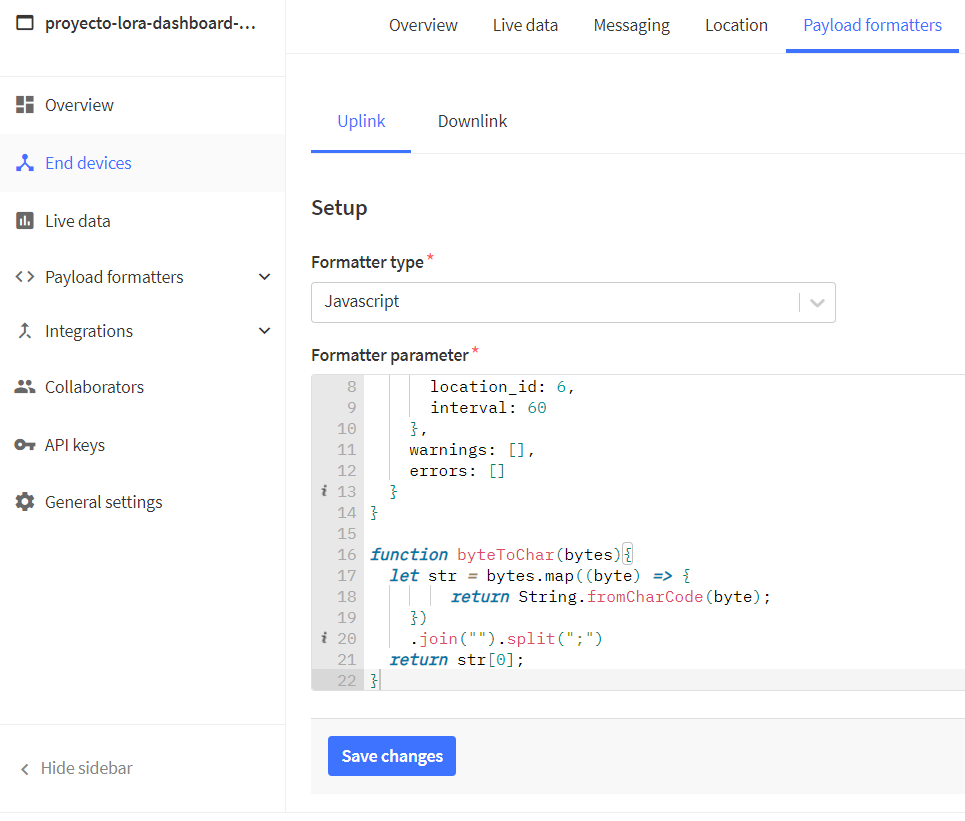 proyecto-lora-dashboard-...
Overview
End devices
Live data
Payload formatters
Integrations
Collaborators
API keys
General settings
Hide sidebar
Overview Live data Messaging Location Payload formatters
Uplink Downlink
Setup
Formatter type *
Javascript
Formatter parameter *
8       location_id: 6,
9       interval: 60
10     },
11     warnings: [],
12     errors: []
i 13   }
14 }
15
16 function byteToChar(bytes){
17   let str = bytes.map((byte) => {
18         return String.fromCharCode(byte);
19     })
i 20     .join("").split(";")
21   return str[0];
22 }
Save changes